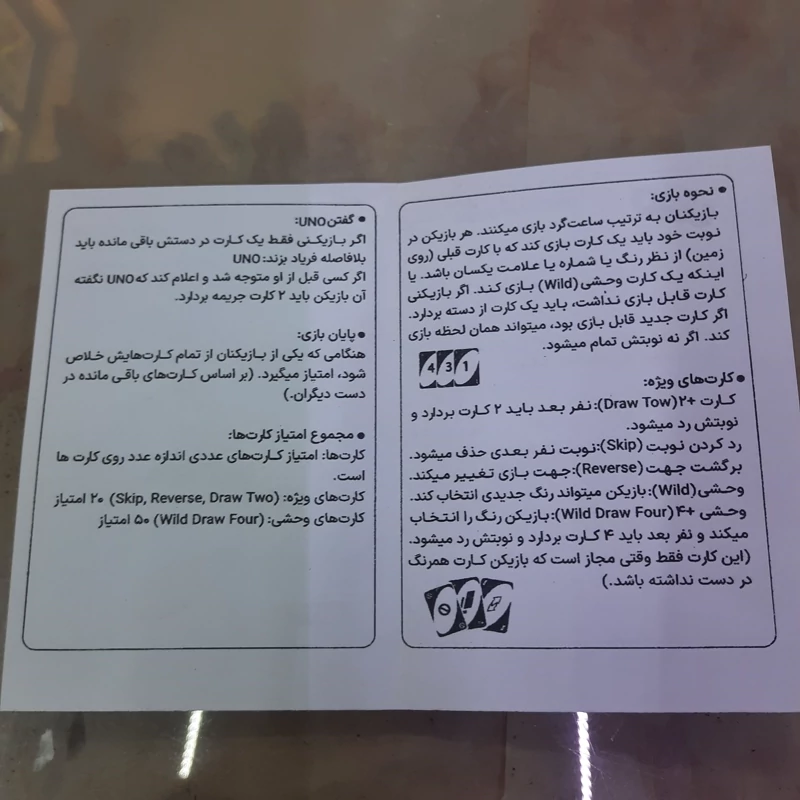 • نحوه بازی:
بازیکنان به ترتیب ساعت‌گرد بازی میکنند. هر بازیکن در
نوبت خود باید یک کارت بازی کند که با کارت قبلی (روی
زمین) از نظر رنگ یا شماره یا علامت یکسان باشد. یا
اینکه یک کارت وحشی (Wild) بازی کند. اگر بازیکنی
کارت قابل بازی نداشت، باید یک کارت از دسته بردارد.
اگر کارت جدید قابل بازی بود، میتواند همان لحظه بازی
کند. اگر نه نوبتش تمام میشود.
4 3 1
• کارت‌های ویژه:
کارت +۲ (Draw Tow): نفر بعد باید ۲ کارت بردارد و
نوبتش رد میشود.
رد کردن نوبت (Skip): نوبت نفر بعدی حذف میشود.
برگشت جهت (Reverse): جهت بازی تغییر میکند.
وحشی (Wild): بازیکن میتواند رنگ جدیدی انتخاب کند.
وحشی +۴ (Wild Draw Four): بازیکن رنگ را انتخاب
میکند و نفر بعد باید ۴ کارت بردارد و نوبتش رد میشود.
(این کارت فقط وقتی مجاز است که بازیکن کارت همرنگ
در دست نداشته باشد.)
• گفتن UNO:
اگر بازیکنی فقط یک کارت در دستش باقی مانده باید
بلافاصله فریاد بزند: UNO
اگر کسی قبل از او متوجه شد و اعلام کند که UNO نگفته
آن بازیکن باید ۲ کارت جریمه بردارد.
• پایان بازی:
هنگامی که یکی از بازیکنان از تمام کارت‌هایش خلاص
شود، امتیاز میگیرد. (بر اساس کارت‌های باقی مانده در
دست دیگران.)
• مجموع امتیاز کارت‌ها:
کارت‌ها: امتیاز کارت‌های عددی اندازه عدد روی کارت ها
است.
کارت‌های ویژه: (Skip, Reverse, Draw Two) ۲۰ امتیاز
کارت‌های وحشی: (Wild Draw Four) ۵۰ امتیاز